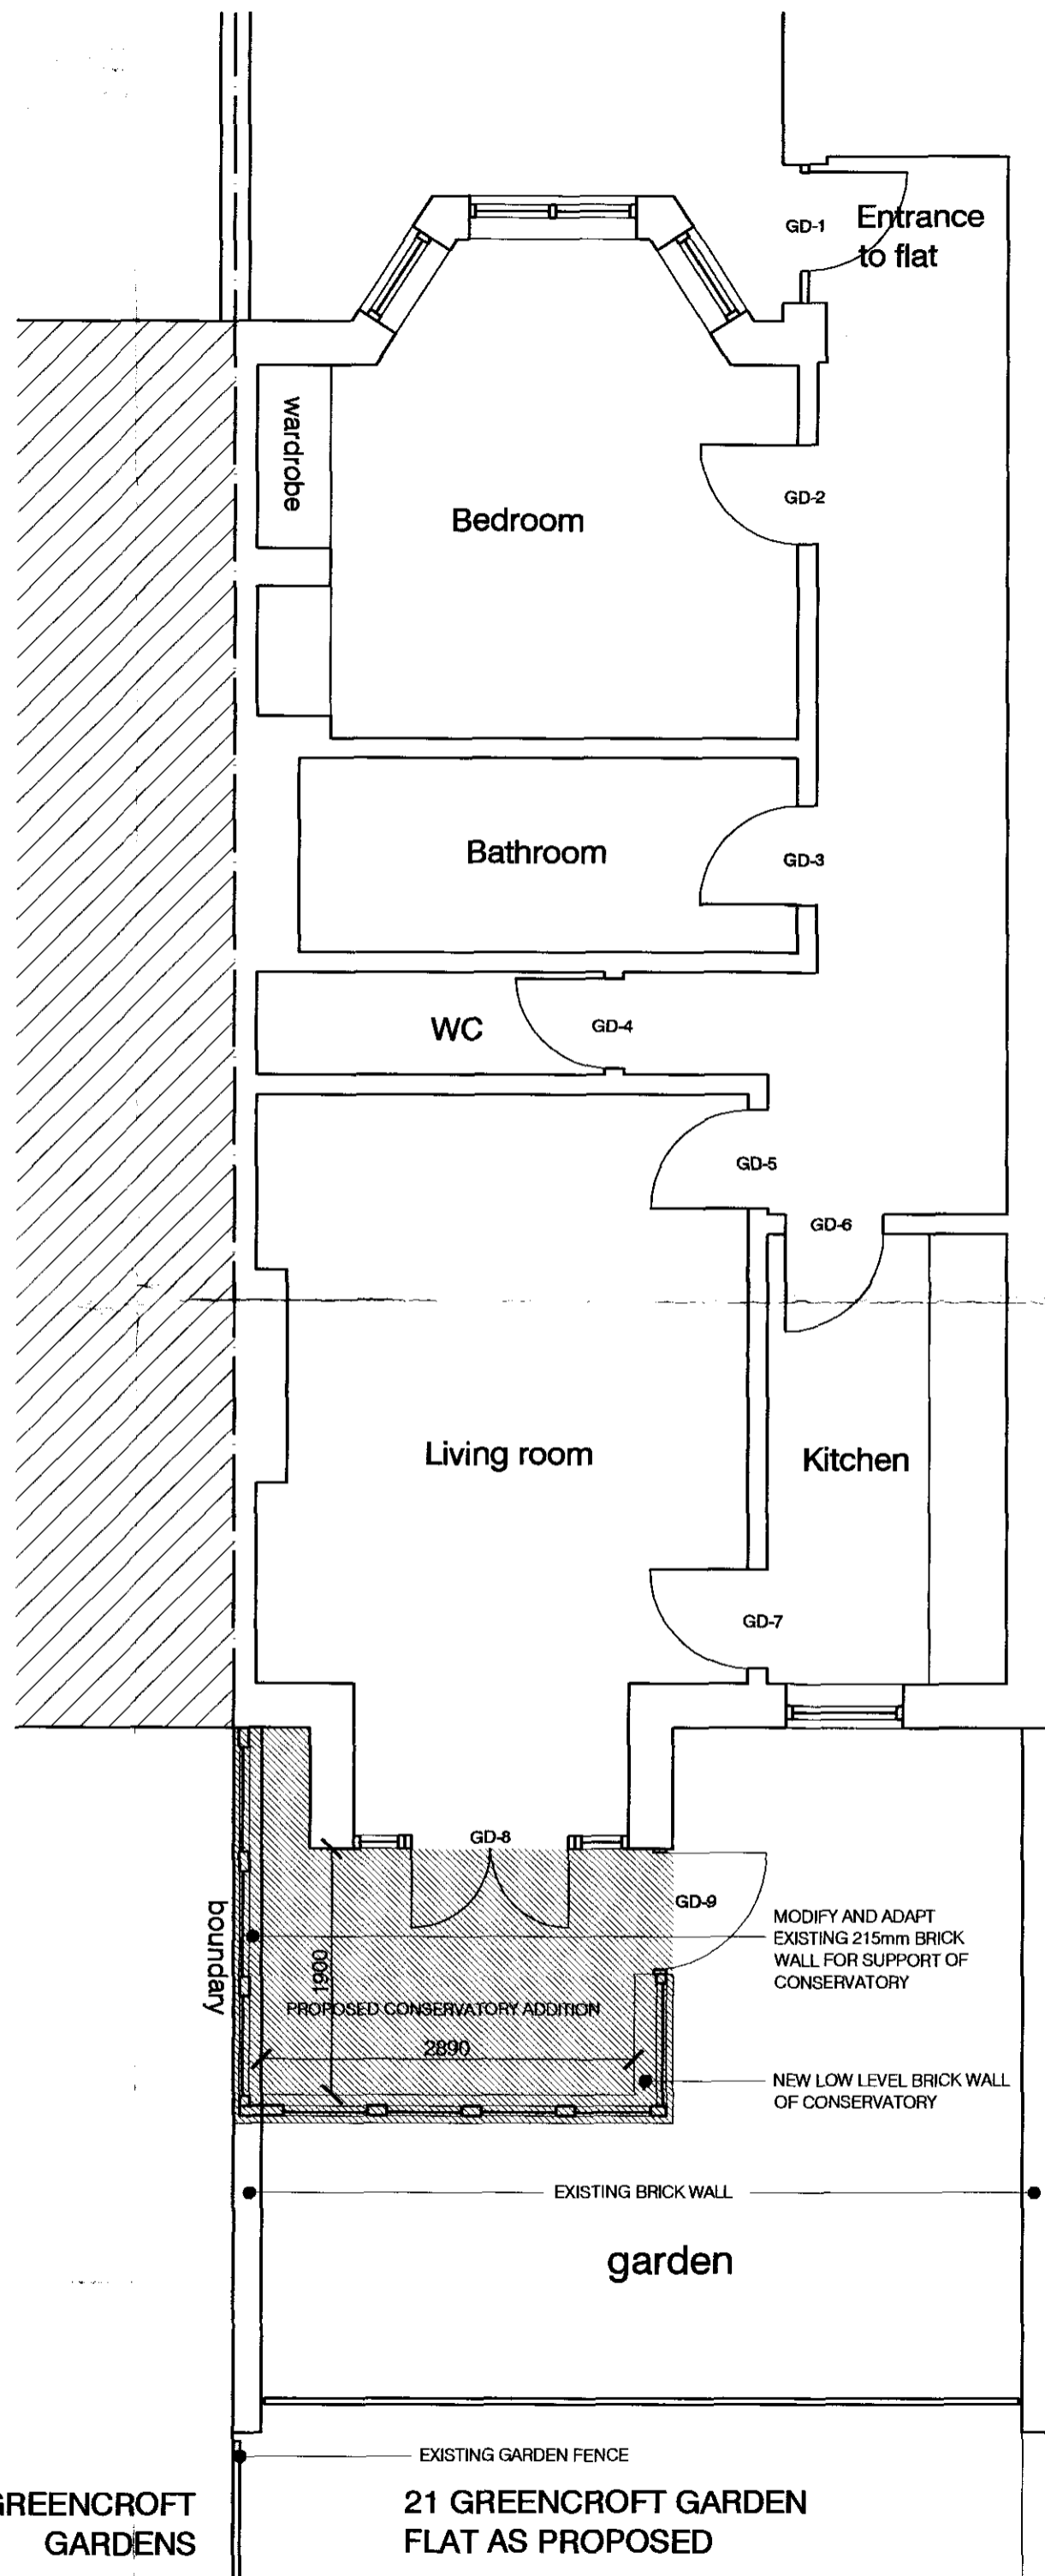 GD-1
Entrance
to flat
wardrobe
GD-2
Bedroom
Bathroom
GD-3
WC
GD-4
GD-5
GD-6
Living room
Kitchen
GD-7
GD-8
GD-9
boundary
MODIFY AND ADAPT
EXISTING 215mm BRICK
WALL FOR SUPPORT OF
CONSERVATORY
1900
PROPOSED CONSERVATORY ADDITION
2890
NEW LOW LEVEL BRICK WALL
OF CONSERVATORY
EXISTING BRICK WALL
garden
EXISTING GARDEN FENCE
GREENCROFT
GARDENS
21 GREENCROFT GARDEN
FLAT AS PROPOSED